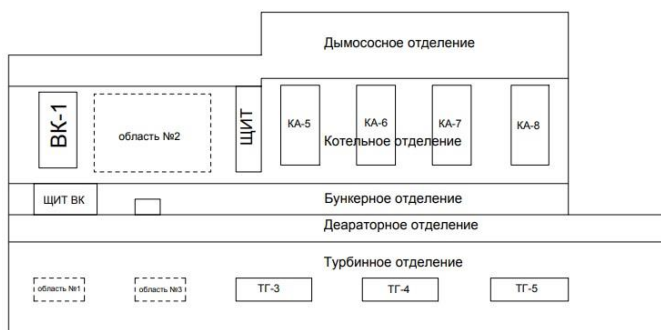 Дымососное отделение
ВК-1
область №2
ЩИТ
КА-5
КА-6
КА-7
КА-8
Котельное отделение
ЩИТ ВК
Бункерное отделение
Деараторное отделение
Турбинное отделение
область №1
область №3
ТГ-3
ТГ-4
ТГ-5